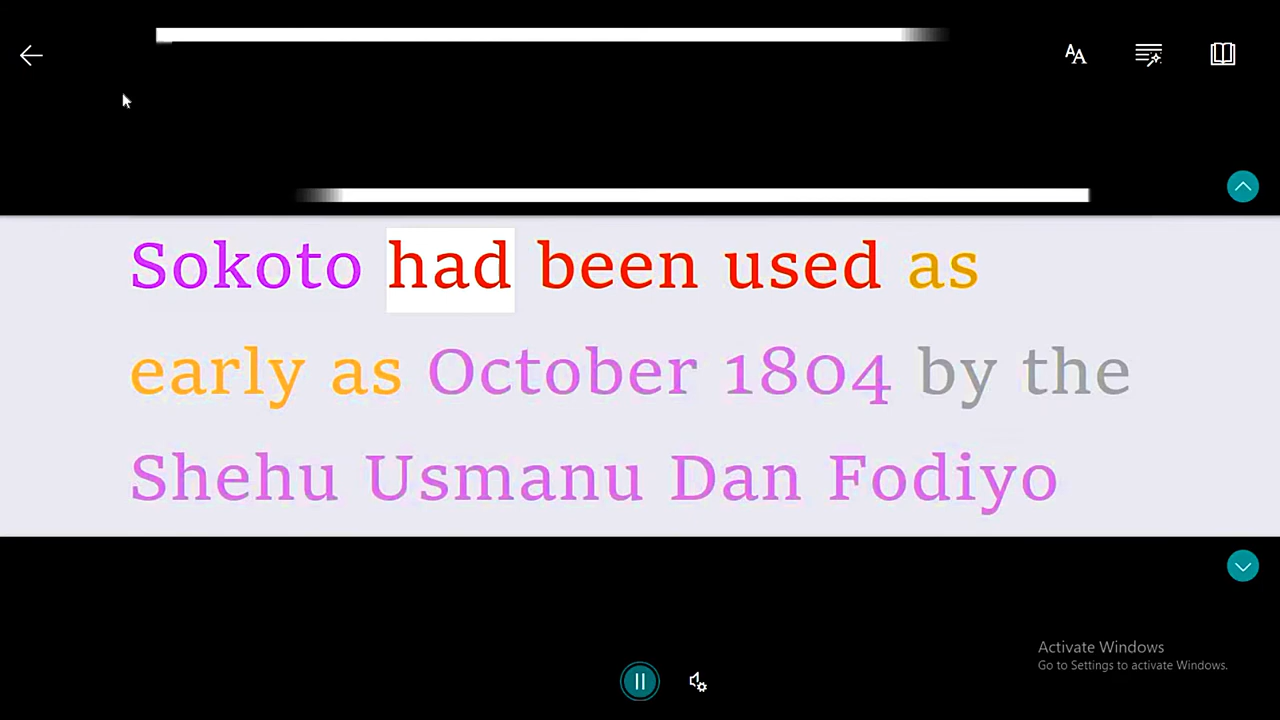 Sokoto had been used as
early as October 1804 by the
Shehu Usmanu Dan Fodiyo
Activate Windows
Go to Settings to activate Windows.